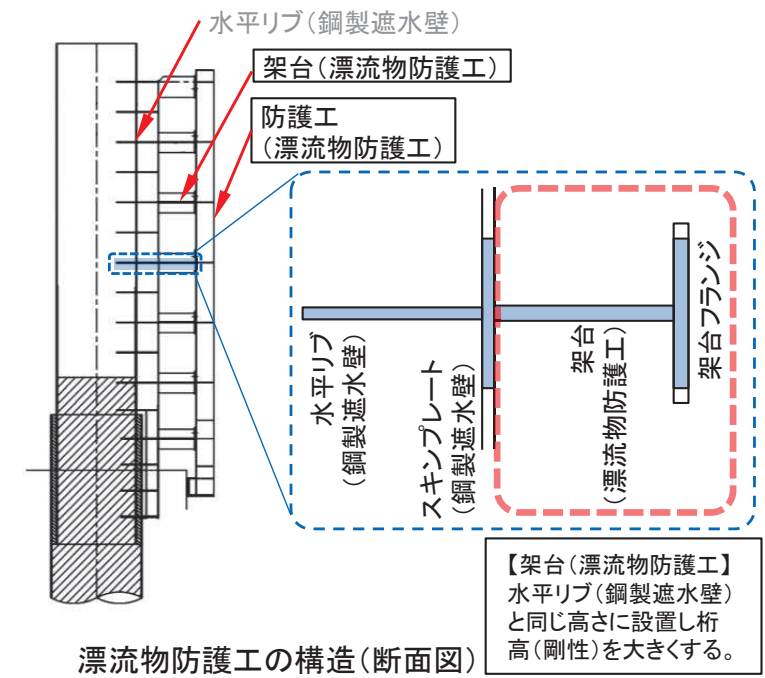 水平リブ(鋼製遮水壁)
架台(漂流物防護工)
防護工
(漂流物防護工)
水平リブ
(鋼製遮水壁)
スキンプレート
(鋼製遮水壁)
架台
(漂流物防護工)
架台フランジ
【架台(漂流物防護工】
水平リブ(鋼製遮水壁)
と同じ高さに設置し桁
高(剛性)を大きくする。
漂流物防護工の構造(断面図)